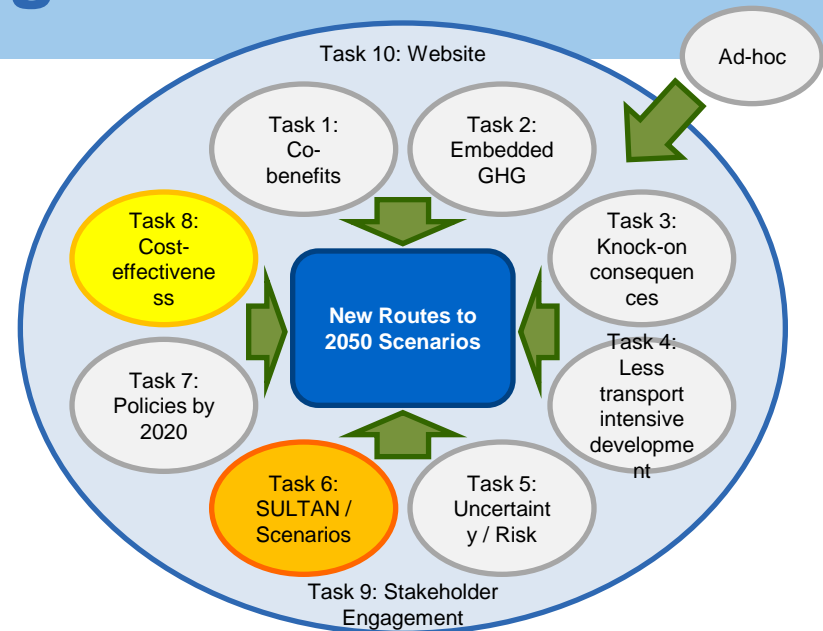 g
Task 10: Website
Ad-hoc
Task 1:
Co-
benefits
Task 2:
Embedded
GHG
Task 8:
Cost-
effectivene
ss
Task 3:
Knock-on
consequen
ces
New Routes to
2050 Scenarios
Task 7:
Policies by
2020
Task 4:
Less
transport
intensive
developme
nt
Task 6:
SULTAN /
Scenarios
Task 5:
Uncertaint
y / Risk
Task 9: Stakeholder
Engagement